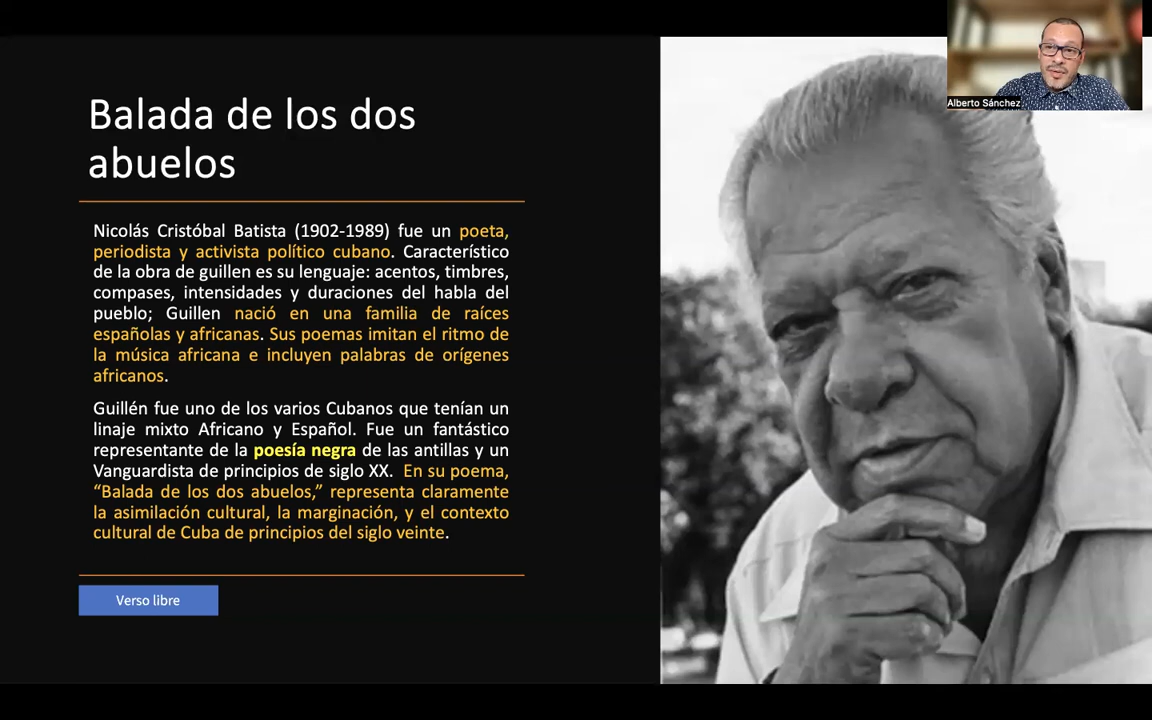 Balada de los dos
abuelos
Nicolás Cristóbal Batista (1902-1989) fue un poeta,
periodista y activista político cubano. Característico
de la obra de guillen es su lenguaje: acentos, timbres,
compases, intensidades y duraciones del habla del
pueblo; Guillen nació en una familia de raíces
españolas y africanas. Sus poemas imitan el ritmo de
la música africana e incluyen palabras de orígenes
africanos.
Guillén fue uno de los varios Cubanos que tenían un
linaje mixto Africano y Español. Fue un fantástico
representante de la poesía negra de las antillas y un
Vanguardista de principios de siglo XX. En su poema,
“Balada de los dos abuelos,” representa claramente
la asimilación cultural, la marginación, y el contexto
cultural de Cuba de principios del siglo veinte.
Verso libre
Alberto Sánchez